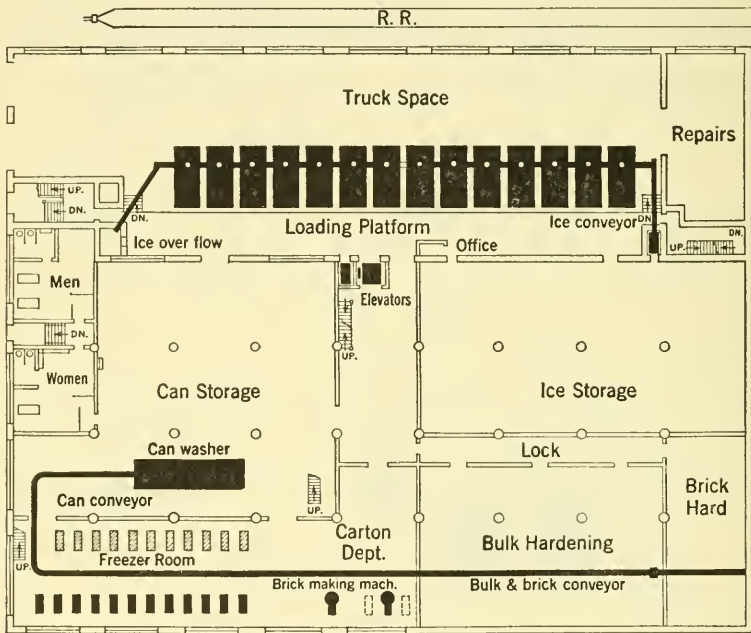 R. R.
Truck Space
Repairs
UP.
DN.
DN.
Loading Platform
Ice conveyor
DN.
DN.
Ice over flow
Office
UP.
Men
Elevators
DN.
UP.
Women
Can Storage
Ice Storage
Can washer
Lock
Can conveyor
UP.
Carton
Dept.
Bulk Hardening
Brick
Hard
UP.
Freezer Room
Brick making mach.
Bulk & brick conveyor